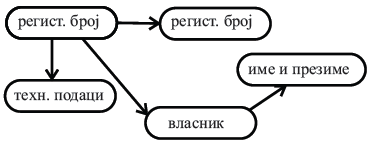 регист. број
регист. број
име и презиме
техн. подаци
власник